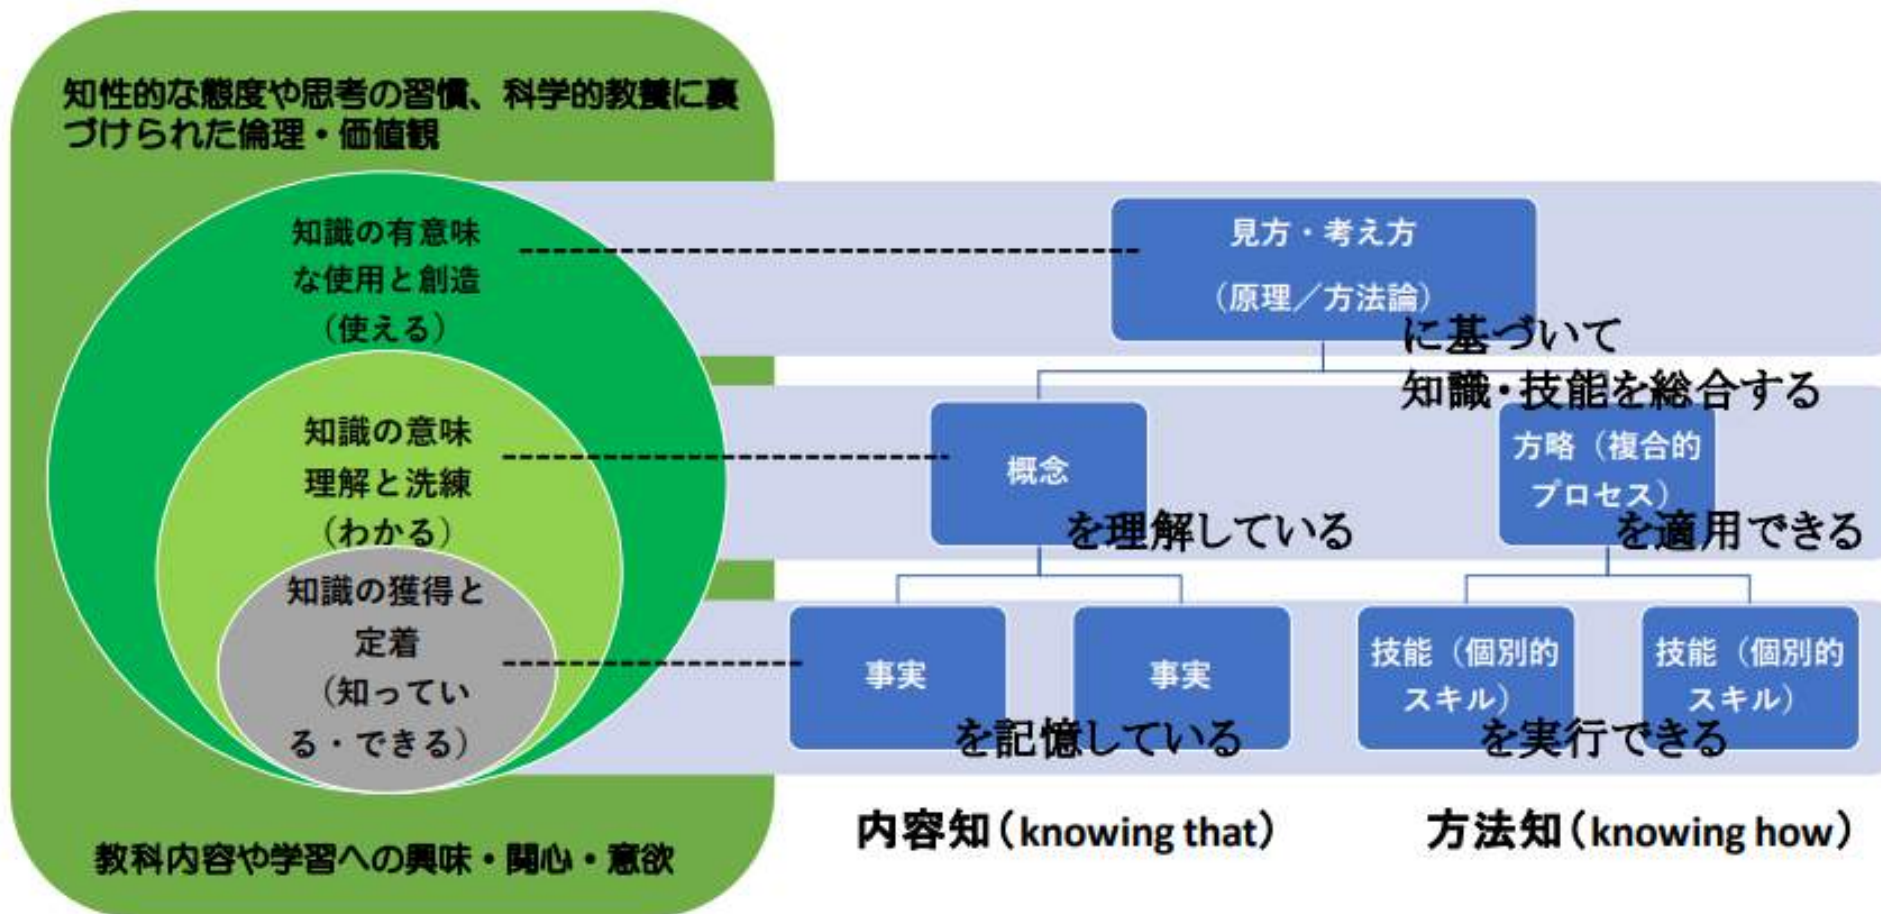 知性的な態度や思考の習慣、科学的教養に裏
づけられた倫理・価値観
知識の有意味
な使用と創造
（使える）
知識の意味
理解と洗練
（わかる）
知識の獲得と
定着
（知ってい
る・できる）
教科内容や学習への興味・関心・意欲
見方・考え方
（原理／方法論）
に基づいて
知識・技能を総合する
概念
を理解している
方略（複合的
プロセス）
を適用できる
事実
事実
を記憶している
技能（個別的
スキル）
技能（個別的
スキル）
を実行できる
内容知（knowing that）
方法知（knowing how）